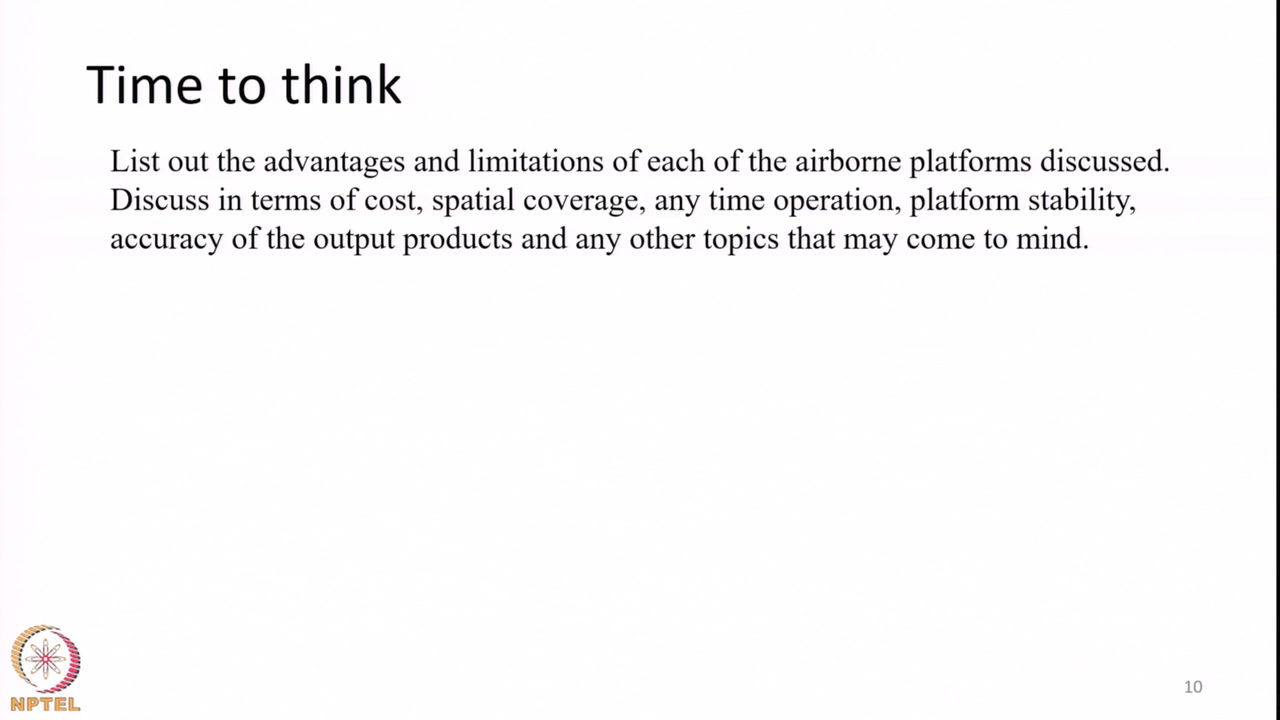 Time to think
List out the advantages and limitations of each of the airborne platforms discussed.
Discuss in terms of cost, spatial coverage, any time operation, platform stability,
accuracy of the output products and any other topics that may come to mind.
NPTEL
10